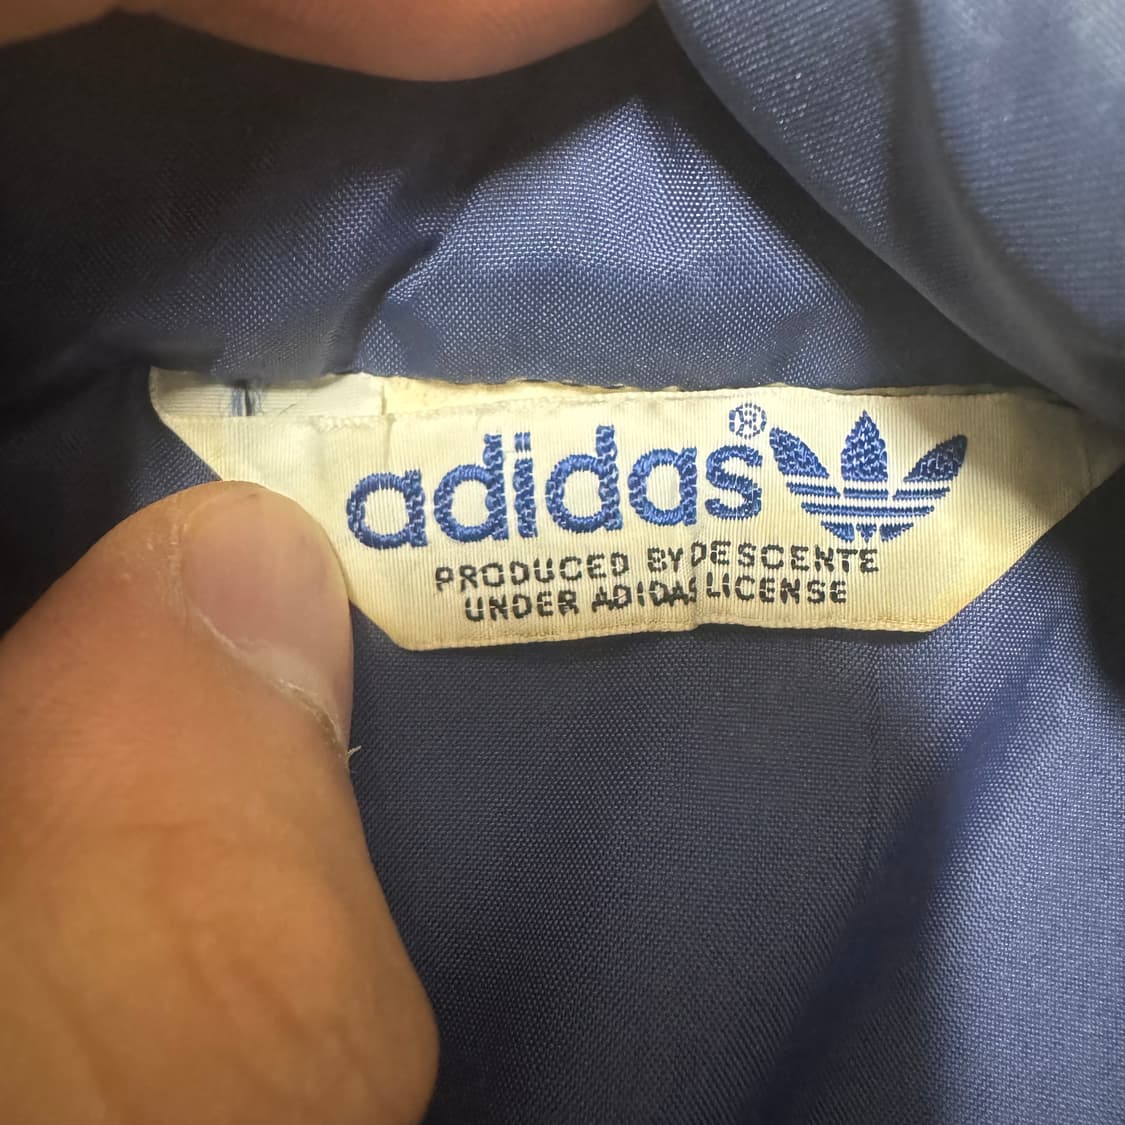 adidas®
PRODUCED BY DESCENTE
UNDER ADIDAS LICENSE